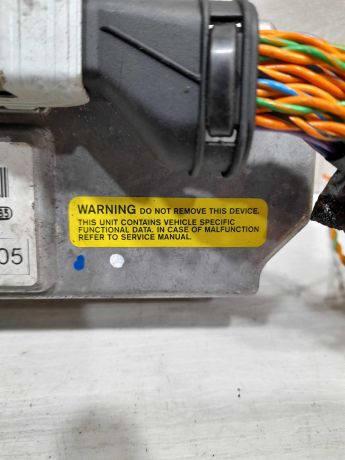 WARNING DO NOT REMOVE THIS DEVICE.
THIS UNIT CONTAINS VEHICLE SPECIFIC
FUNCTIONAL DATA. IN CASE OF MALFUNCTION
REFER TO SERVICE MANUAL.
05